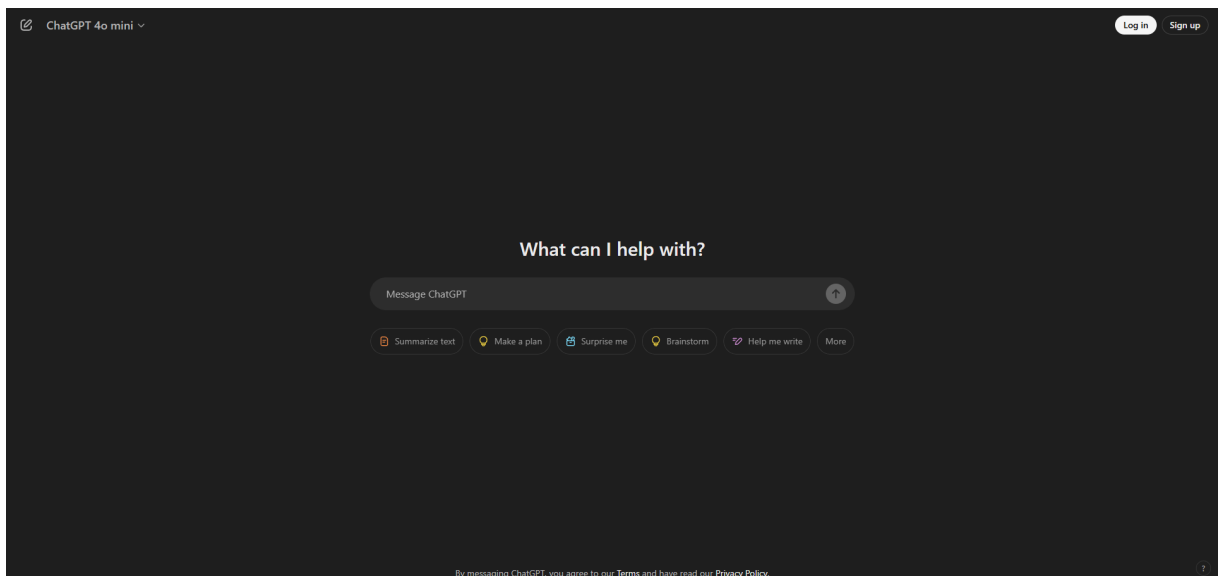 ChatGPT 4o mini
Log in
Sign up
What can I help with?
Message ChatGPT
Summarize text
Make a plan
Surprise me
Brainstorm
Help me write
More
By messaging ChatGPT, you agree to our Terms and have read our Privacy Policy.
?